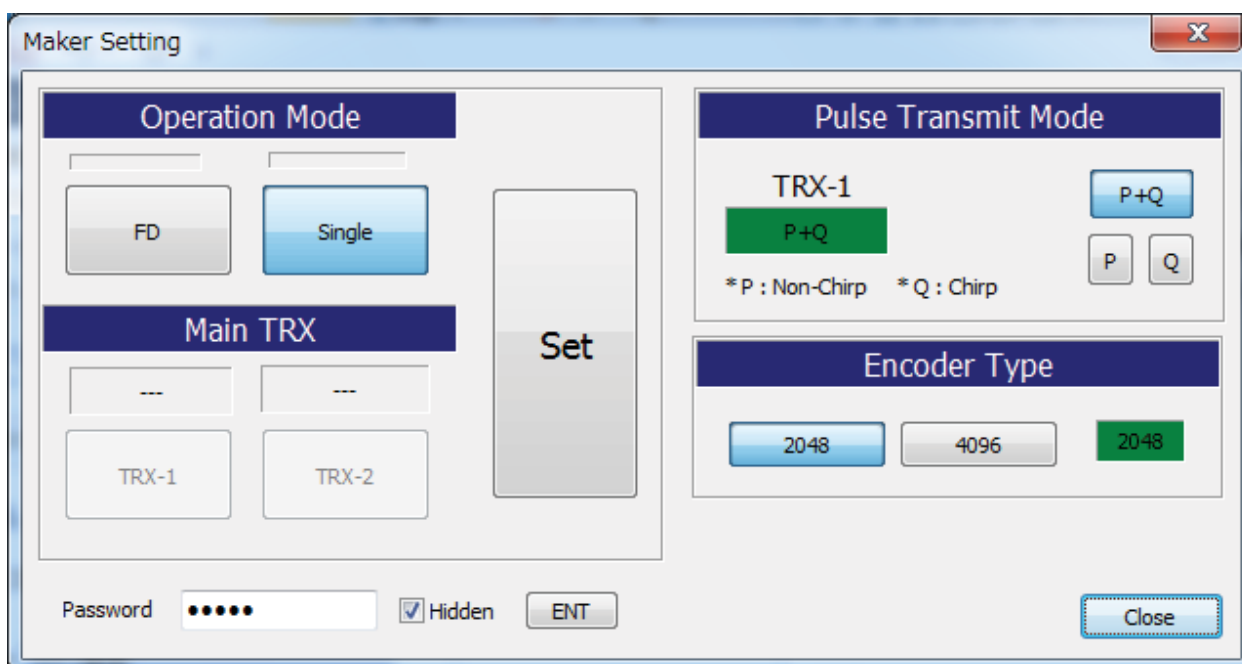 Maker Setting
Operation Mode
FD
Single
Main TRX
---
---
TRX-1
TRX-2
Set
Pulse Transmit Mode
TRX-1
P+Q
P+Q
P
Q
* P : Non-Chirp * Q : Chirp
Encoder Type
2048
4096
2048
Password
●●●●●
Hidden
ENT
Close